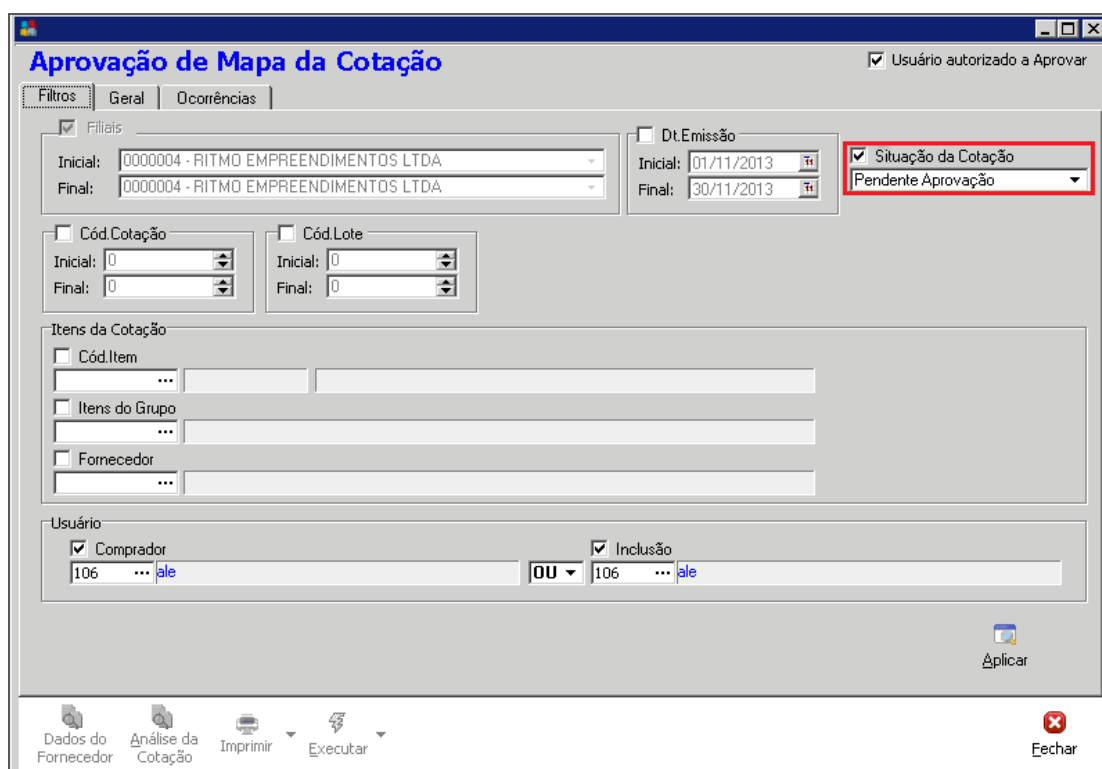 Aprovação de Mapa da Cotação
Usuário autorizado a Aprovar
Filtros Geral Ocorrências
Filiais
Inicial: 0000004 - RITMO EMPREENDIMENTOS LTDA
Final: 0000004 - RITMO EMPREENDIMENTOS LTDA
Dt.Emissão
Inicial: 01/11/2013
Final: 30/11/2013
Situação da Cotação
Pendente Aprovação
Cód.Cotação
Inicial: 0
Final: 0
Cód.Lote
Inicial: 0
Final: 0
Itens da Cotação
Cód.Item
...
Itens do Grupo
...
Fornecedor
...
Usuário
Comprador
106 ... ale
OU
Inclusão
106 ... ale
Aplicar
Dados do
Fornecedor
Análise da
Cotação
Imprimir
Executar
Fechar